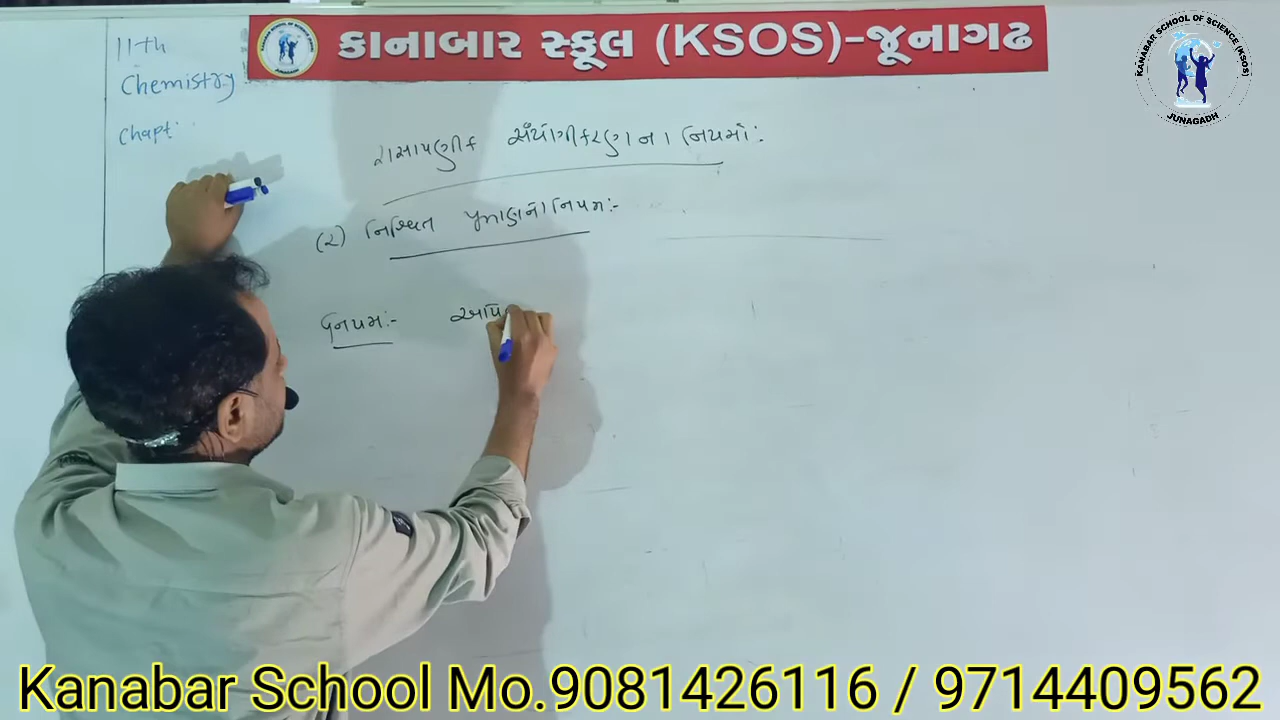 કાનાબાર સ્કૂલ (KSOS)-જૂનાગઢ
KANABAR SCHOOL OF SCIENCE (KSOS)
JUNAGADH
11th
Chemistry
Chapt:
રાસાયણીક સંયોગીકરણના નિયમો:-
(૨) નિશ્ચિત પ્રમાણનો નિયમ:-
નિયમ:-
Kanabar School Mo.9081426116 / 9714409562